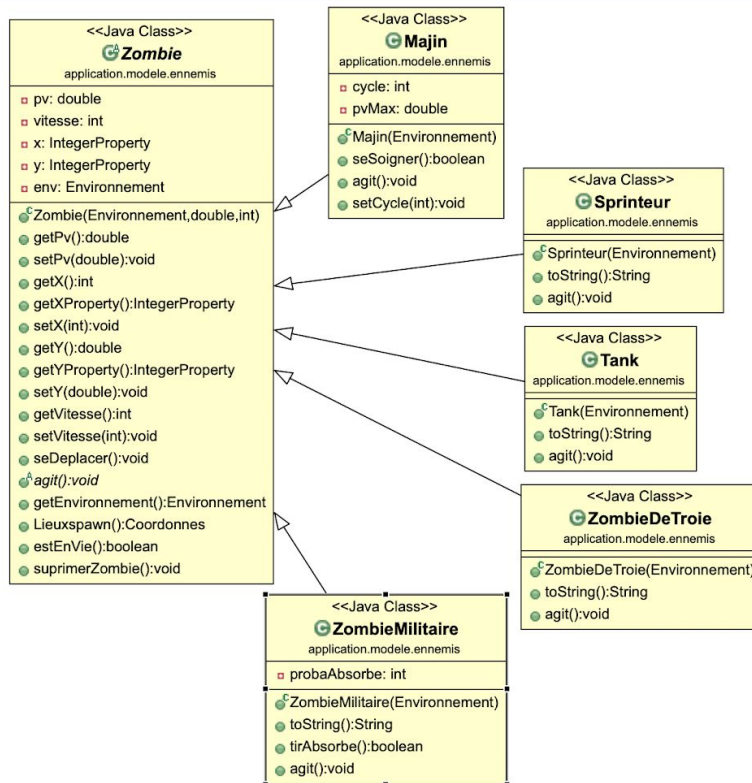 <<Java Class>>
Zombie
application.modele.ennemis
pv: double
vitesse: int
x: IntegerProperty
y: IntegerProperty
env: Environnement
Zombie(Environnement,double,int)
getPv():double
setPv(double):void
getX():int
getXProperty():IntegerProperty
setX(int):void
getY():double
getYProperty():IntegerProperty
setY(double):void
getVitesse():int
setVitesse(int):void
seDeplacer():void
agit():void
getEnvironnement():Environnement
Lieuxspawn():Coordonnes
estEnVie():boolean
suprimerZombie():void
<<Java Class>>
Majin
application.modele.ennemis
cycle: int
pvMax: double
Majin(Environnement)
seSoigner():boolean
agit():void
setCycle(int):void
<<Java Class>>
Sprinteur
application.modele.ennemis
Sprinteur(Environnement)
toString():String
agit():void
<<Java Class>>
Tank
application.modele.ennemis
Tank(Environnement)
toString():String
agit():void
<<Java Class>>
ZombieDeTroie
application.modele.ennemis
ZombieDeTroie(Environnement)
toString():String
agit():void
<<Java Class>>
ZombieMilitaire
application.modele.ennemis
probaAbsorbe: int
ZombieMilitaire(Environnement)
toString():String
tirAbsorbe():boolean
agit():void